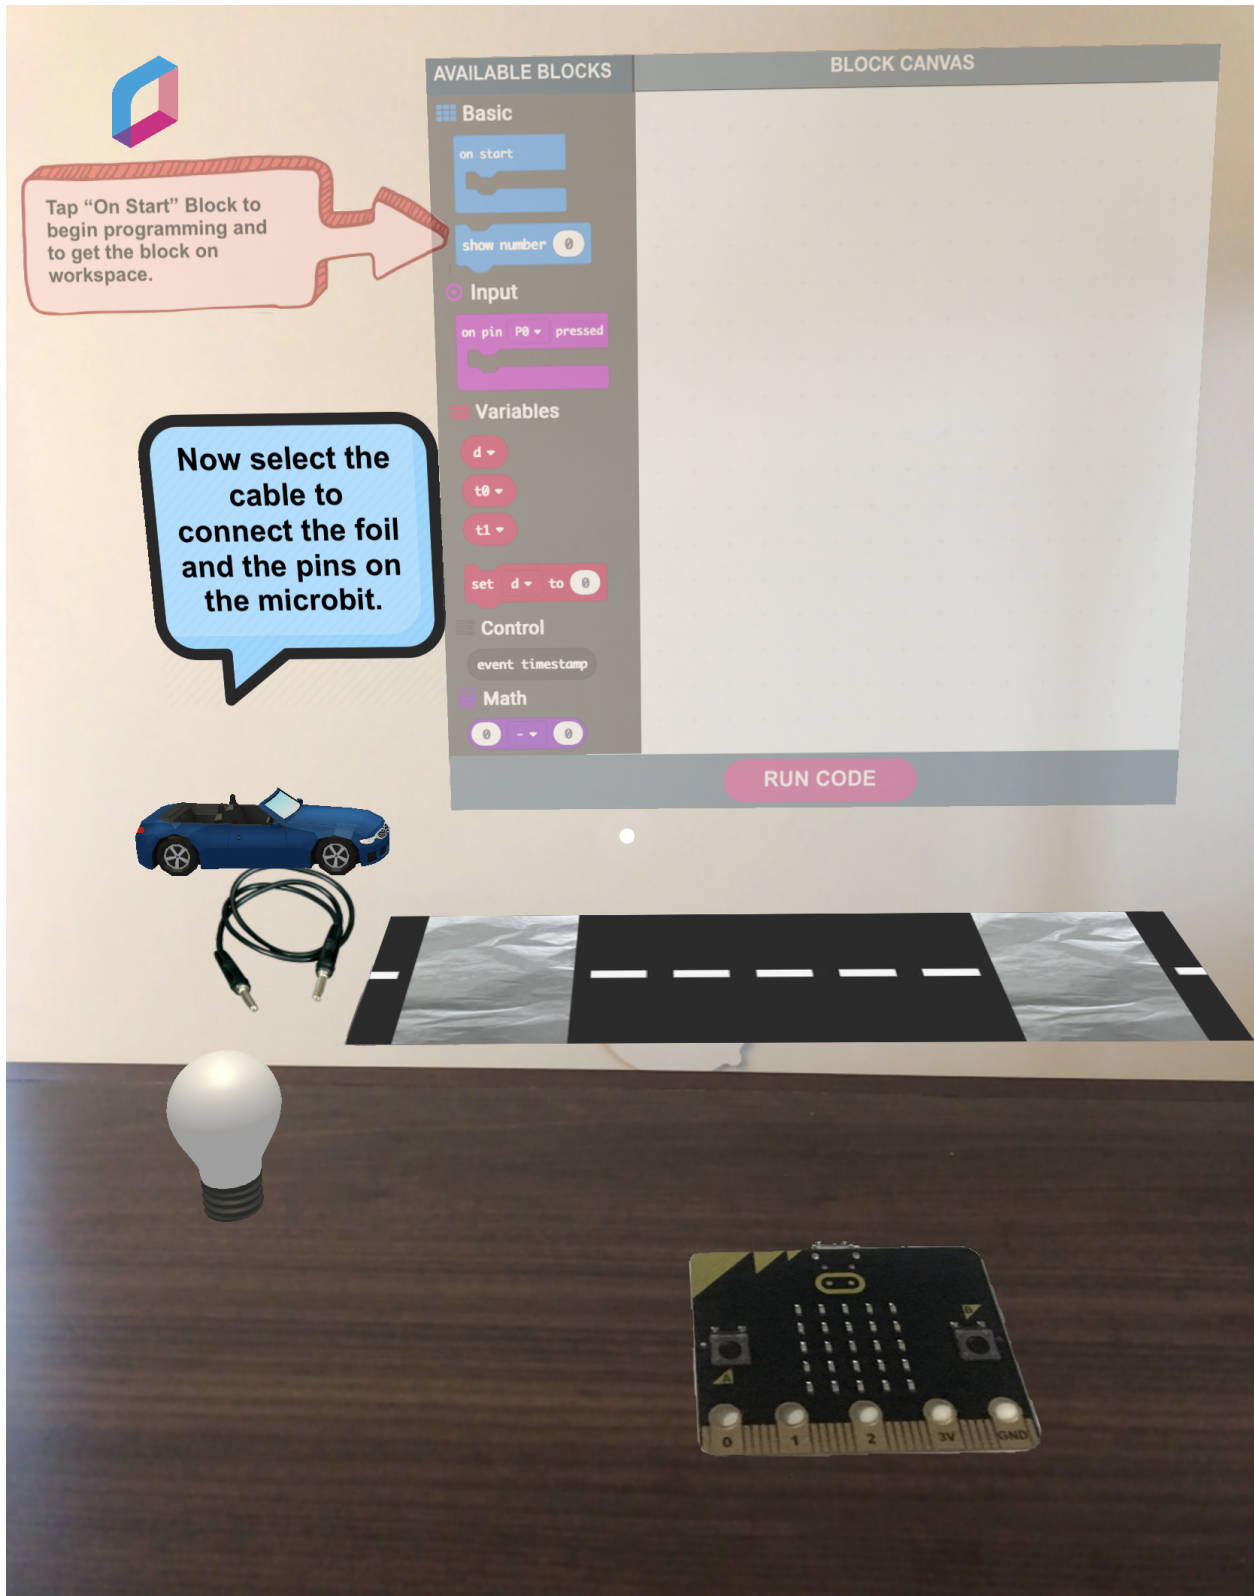 AVAILABLE BLOCKS
BLOCK CANVAS
Basic
on start
show number 0
Input
on pin P0 pressed
Variables
d
t0
t1
set d to 0
Control
event timestamp
Math
0 - 0
RUN CODE
Tap “On Start” Block to
begin programming and
to get the block on
workspace.
Now select the
cable to
connect the foil
and the pins on
the microbit.
A
B
0 1 2 3V GND